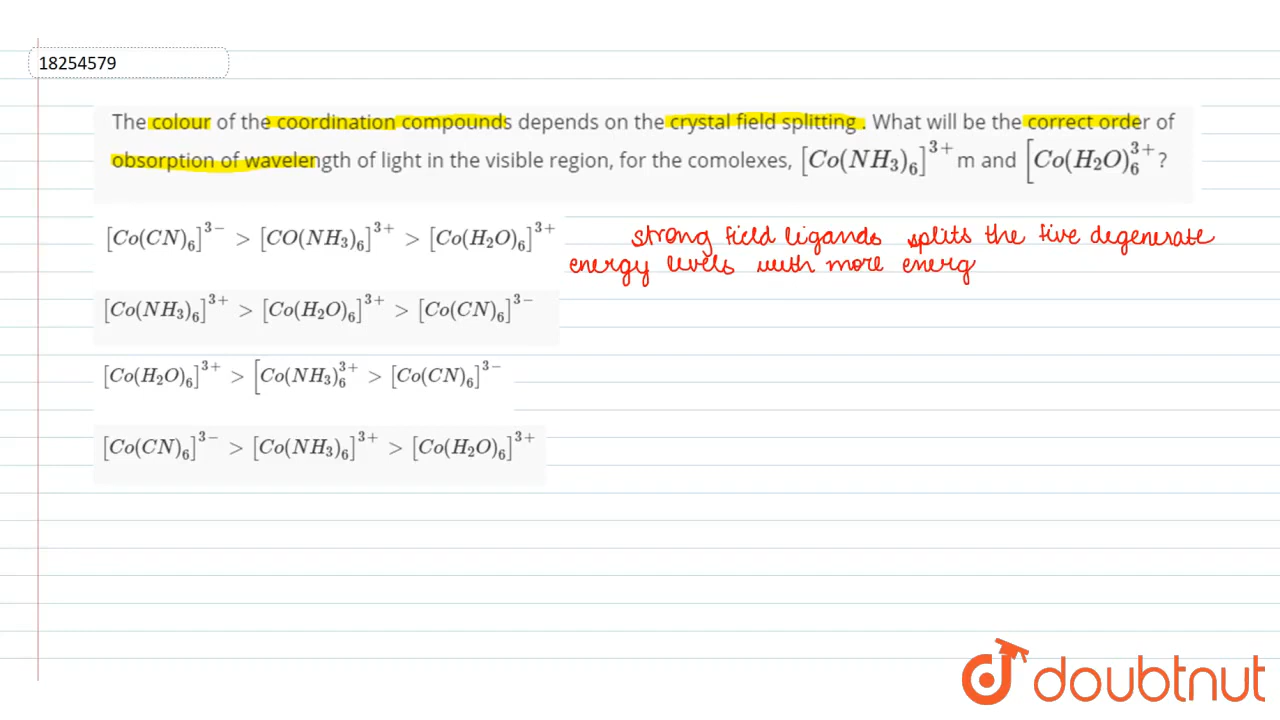 18254579
The colour of the coordination compounds depends on the crystal field splitting . What will be the correct order of
obsorption of wavelength of light in the visible region, for the comolexes, [Co(NH₃)₆]³⁺ m and [Co(H₂O)₆³⁺ ?
[Co(CN)₆]³⁻ > [CO(NH₃)₆]³⁺ > [Co(H₂O)₆]³⁺
strong field ligands splits the five degenerate
energy levels with more energ
[Co(NH₃)₆]³⁺ > [Co(H₂O)₆]³⁺ > [Co(CN)₆]³⁻
[Co(H₂O)₆]³⁺ > [Co(NH₃)₆³⁺ > [Co(CN)₆]³⁻
[Co(CN)₆]³⁻ > [Co(NH₃)₆]³⁺ > [Co(H₂O)₆]³⁺
doubtnut